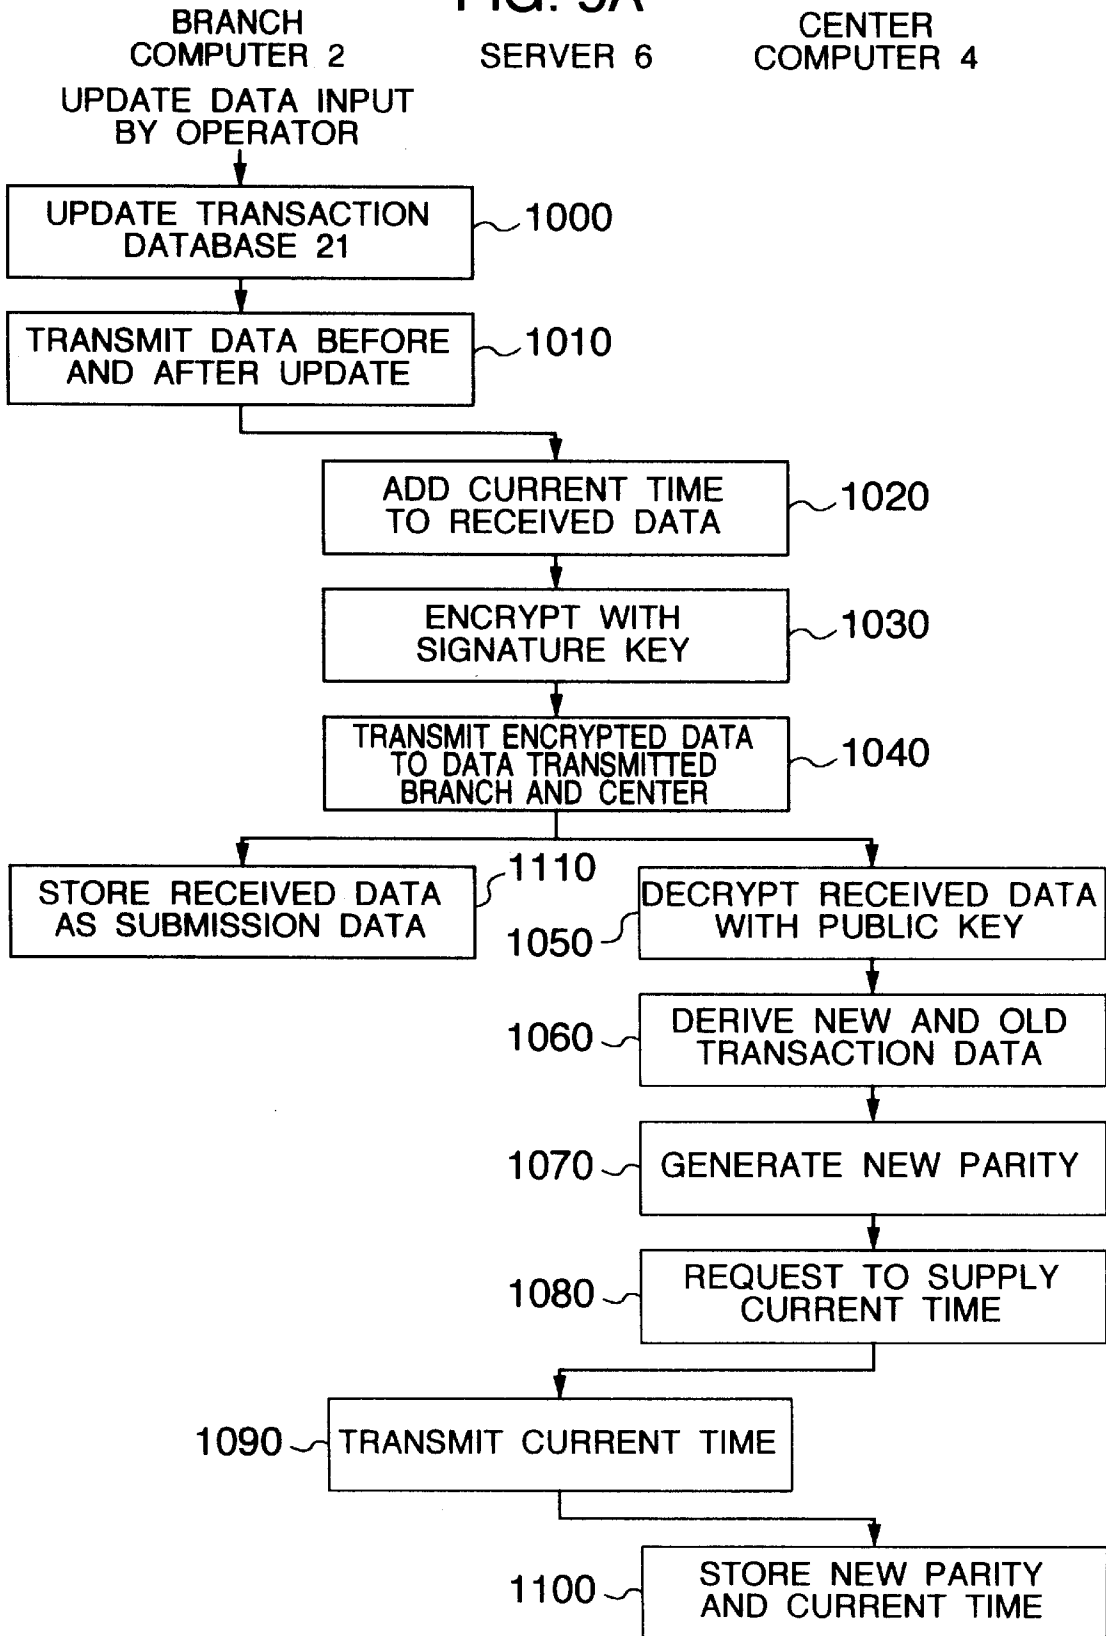 BRANCH
COMPUTER 2
SERVER 6
CENTER
COMPUTER 4
UPDATE DATA INPUT
BY OPERATOR
UPDATE TRANSACTION
DATABASE 21
1000
TRANSMIT DATA BEFORE
AND AFTER UPDATE
1010
ADD CURRENT TIME
TO RECEIVED DATA
1020
ENCRYPT WITH
SIGNATURE KEY
1030
TRANSMIT ENCRYPTED DATA
TO DATA TRANSMITTED
BRANCH AND CENTER
1040
STORE RECEIVED DATA
AS SUBMISSION DATA
1110
DECRYPT RECEIVED DATA
WITH PUBLIC KEY
1050
DERIVE NEW AND OLD
TRANSACTION DATA
1060
GENERATE NEW PARITY
1070
REQUEST TO SUPPLY
CURRENT TIME
1080
TRANSMIT CURRENT TIME
1090
STORE NEW PARITY
AND CURRENT TIME
1100